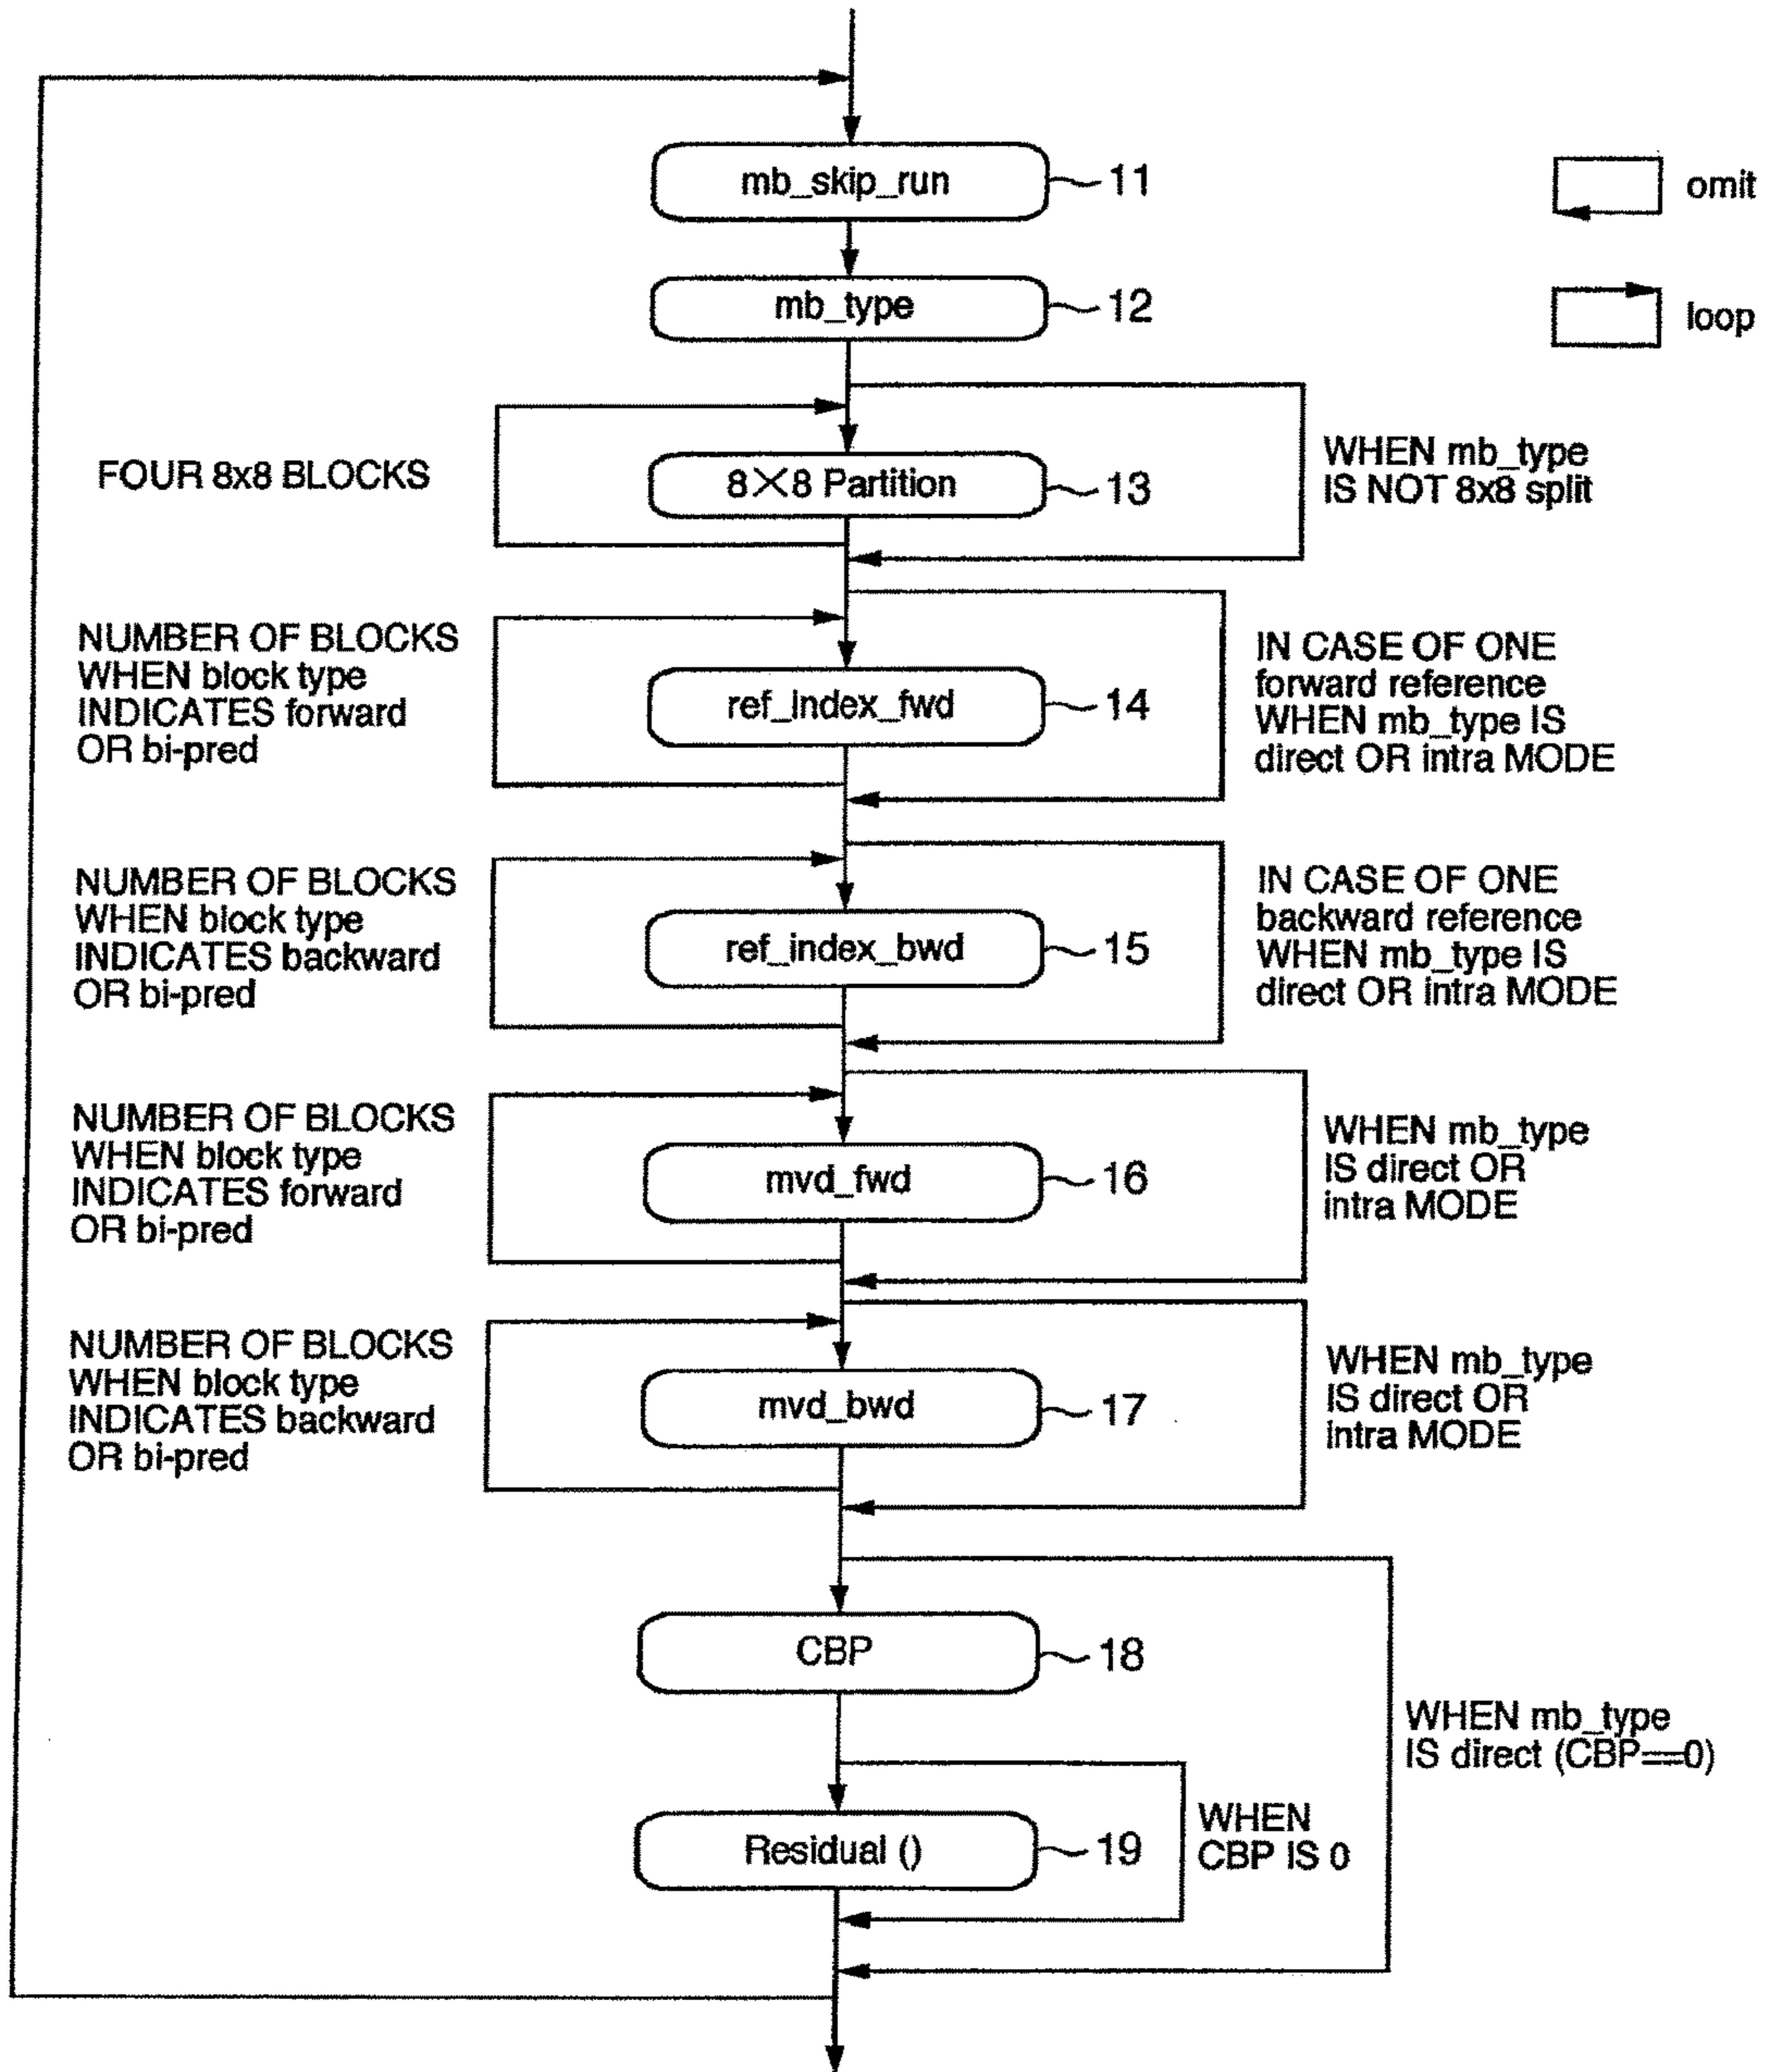 mb_skip_run
11
omit
mb_type
12
loop
FOUR 8x8 BLOCKS
8×8 Partition
13
WHEN mb_type
IS NOT 8x8 split
NUMBER OF BLOCKS
WHEN block type
INDICATES forward
OR bi-pred
ref_index_fwd
14
IN CASE OF ONE
forward reference
WHEN mb_type IS
direct OR intra MODE
NUMBER OF BLOCKS
WHEN block type
INDICATES backward
OR bi-pred
ref_index_bwd
15
IN CASE OF ONE
backward reference
WHEN mb_type IS
direct OR intra MODE
NUMBER OF BLOCKS
WHEN block type
INDICATES forward
OR bi-pred
mvd_fwd
16
WHEN mb_type
IS direct OR
intra MODE
NUMBER OF BLOCKS
WHEN block type
INDICATES backward
OR bi-pred
mvd_bwd
17
WHEN mb_type
IS direct OR
intra MODE
CBP
18
WHEN mb_type
IS direct (CBP==0)
Residual ()
19
WHEN
CBP IS 0